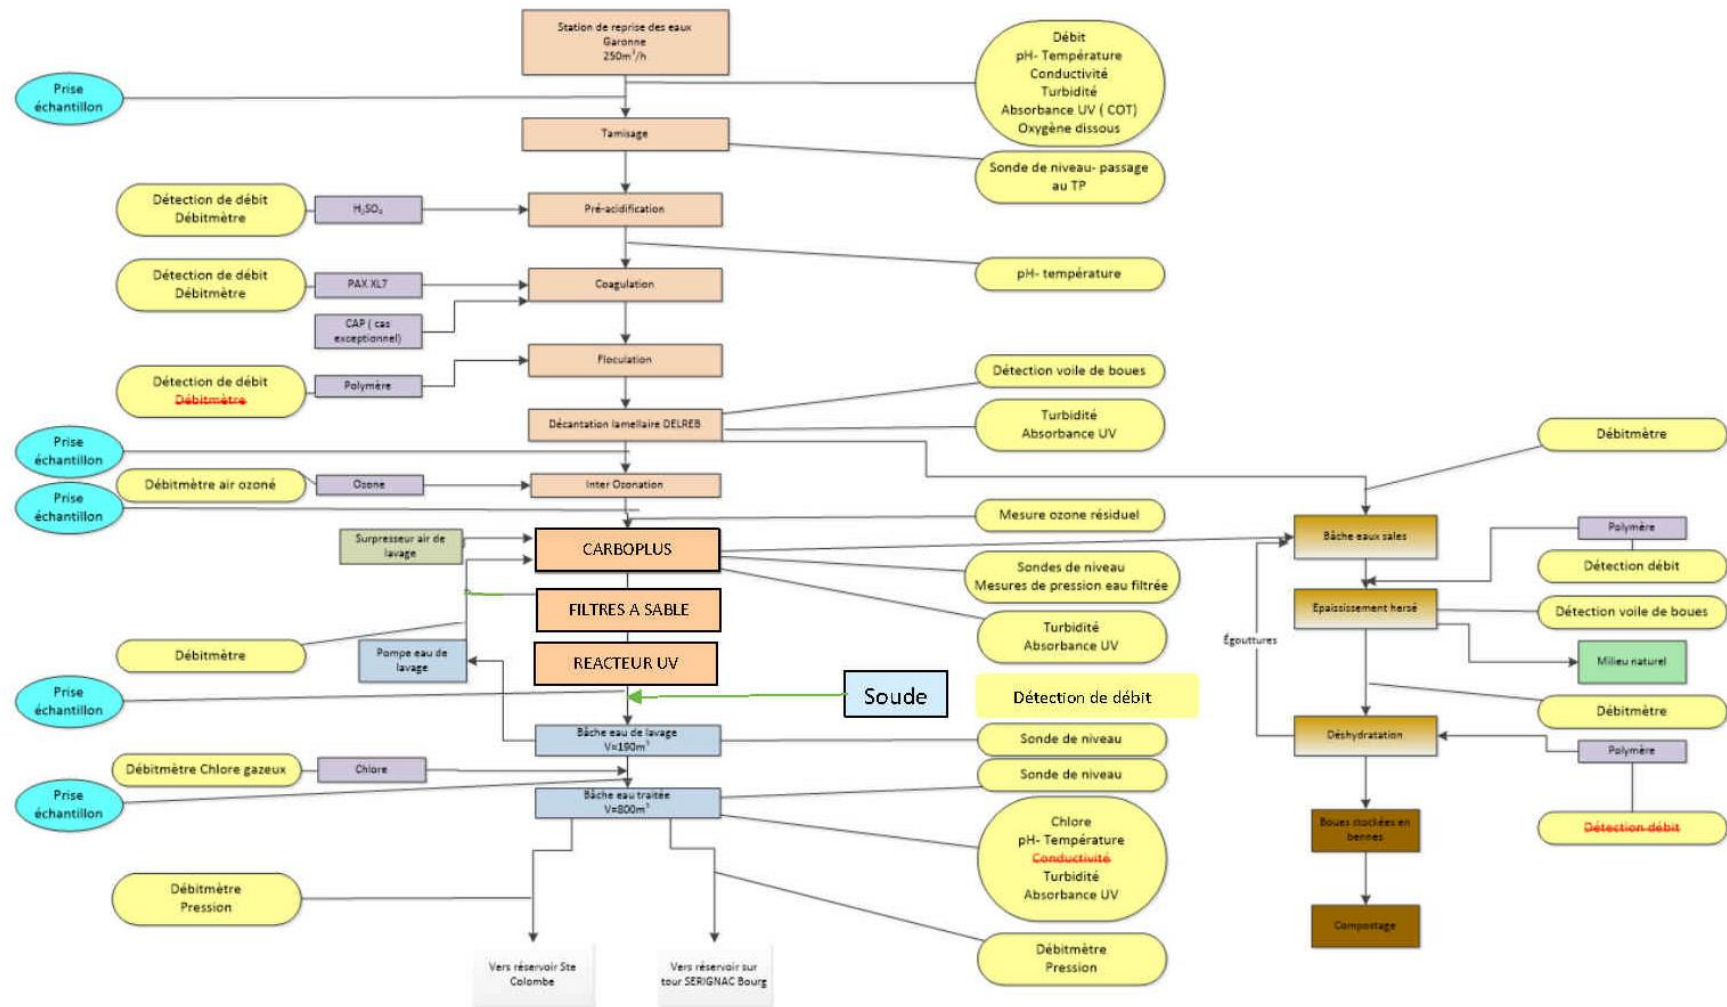 Station de reprise des eaux
Garonne
250m³/h
Débit
pH- Température
Conductivité
Turbidité
Absorbance UV ( COT)
Oxygène dissous
Prise
échantillon
Tamisage
Sonde de niveau- passage
au TP
Détection de débit
Débitmètre
H₂SO₄
Pré-acidification
pH- température
Détection de débit
Débitmètre
PAX XL7
Coagulation
CAP ( cas
exceptionnel)
Floculation
Détection de débit
Débitmètre
Polymère
Détection voile de boues
Décantation lamellaire DELREB
Turbidité
Absorbance UV
Débitmètre
Prise
échantillon
Débitmètre air ozoné
Ozone
Inter Ozonation
Prise
échantillon
Mesure ozone résiduel
Surpresseur air de
lavage
CARBOPLUS
Bâche eaux sales
Polymère
Détection débit
Sondes de niveau
Mesures de pression eau filtrée
FILTRES A SABLE
Epaississement hersé
Détection voile de boues
Turbidité
Absorbance UV
Égouttures
Débitmètre
Pompe eau de
lavage
REACTEUR UV
Milieu naturel
Prise
échantillon
Soude
Détection de débit
Débitmètre
Bâche eau de lavage
V=190m³
Sonde de niveau
Déshydratation
Polymère
Débitmètre Chlore gazeux
Chlore
Sonde de niveau
Prise
échantillon
Bâche eau traitée
V=800m³
Chlore
pH- Température
Conductivité
Turbidité
Absorbance UV
Boues stockées en
bennes
Détection débit
Débitmètre
Pression
Compostage
Débitmètre
Pression
Vers réservoir Ste
Colombe
Vers réservoir sur
tour SERIGNAC Bourg